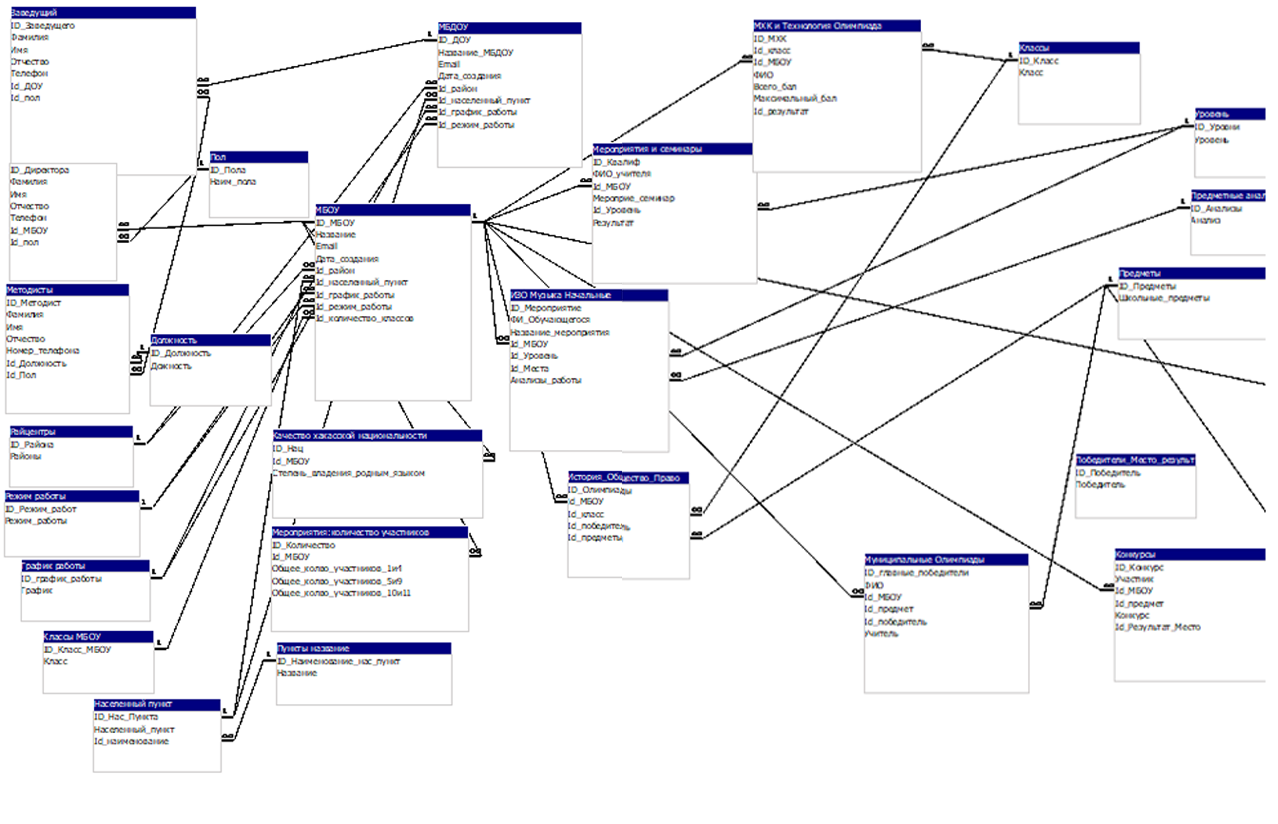 Заведущий
ID_Заведущего
Фамилия
Имя
Отчество
Телефон
Id_ДОУ
Id_пол
ID_Директора
Фамилия
Имя
Отчество
Телефон
Id_МБОУ
Id_пол
Методисты
ID_Методист
Фамилия
Имя
Отчество
Номер_телефона
Id_Должность
Id_Пол
Пол
ID_Пола
Наим_пола
Должность
ID_Должность
Дожность
Райцентры
ID_Района
Районы
Режим работы
ID_Режим_работ
Режим_работы
График работы
ID_график_работы
График
Классы МБОУ
ID_Класс_МБОУ
Класс
Населенный пункт
ID_Нас_Пункта
Населенный_пункт
Id_наименование
МБДОУ
ID_ДОУ
Название_МБДОУ
Email
Дата_создания
Id_район
Id_населенный_пункт
Id_график_работы
Id_режим_работы
МБОУ
ID_МБОУ
Название
Email
Дата_создания
Id_район
Id_населенный_пункт
Id_график_работы
Id_режим_работы
Id_количество_классов
Качество хакасской национальности
ID_Нац
Id_МБОУ
Степень_владения_родным_языком
Мероприятия:количество участников
ID_Количество
Id_МБОУ
Общее_колво_участников_1и4
Общее_колво_участников_5и9
Общее_колво_участников_10и11
Пункты название
ID_Наименование_нас_пункт
Название
Мероприятия и семинары
ID_Квалиф
ФИО_учителя
Id_МБОУ
Мероприе_семинар
Id_Уровень
Результат
ИЗО Музыка Начальные
ID_Мероприятие
ФИ_Обучающегося
Название_мероприятия
Id_МБОУ
Id_Уровень
Id_Места
Анализы_работы
История_Общество_Право
ID_Олимпиады
Id_МБОУ
Id_класс
Id_победитель
Id_предметы
МХК и Технология Олимпиада
ID_МХК
Id_класс
Id_МБОУ
ФИО
Всего_бал
Максимальный_бал
Id_результат
Классы
ID_Класс
Класс
Уровень
ID_Уровни
Уровень
Предметные анал
ID_Анализы
Анализ
Предметы
ID_Предметы
Школьные_предметы
Победители_Место_результ
ID_Победитель
Победитель
Муниципальные Олимпиады
ID_главные_победители
ФИО
Id_МБОУ
Id_предмет
Id_победитель
Учитель
Конкурсы
ID_Конкурс
Участник
Id_МБОУ
Id_предмет
Конкурс
Id_Результат_Место